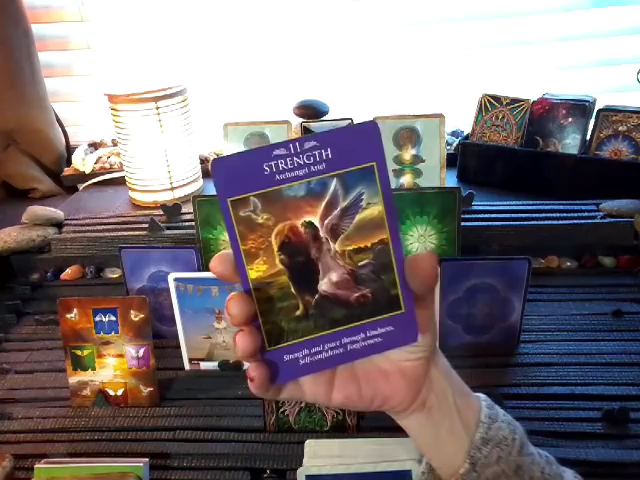 11
STRENGTH
Archangel Ariel
Strength and grace through kindness.
Self-confidence. Forgiveness.